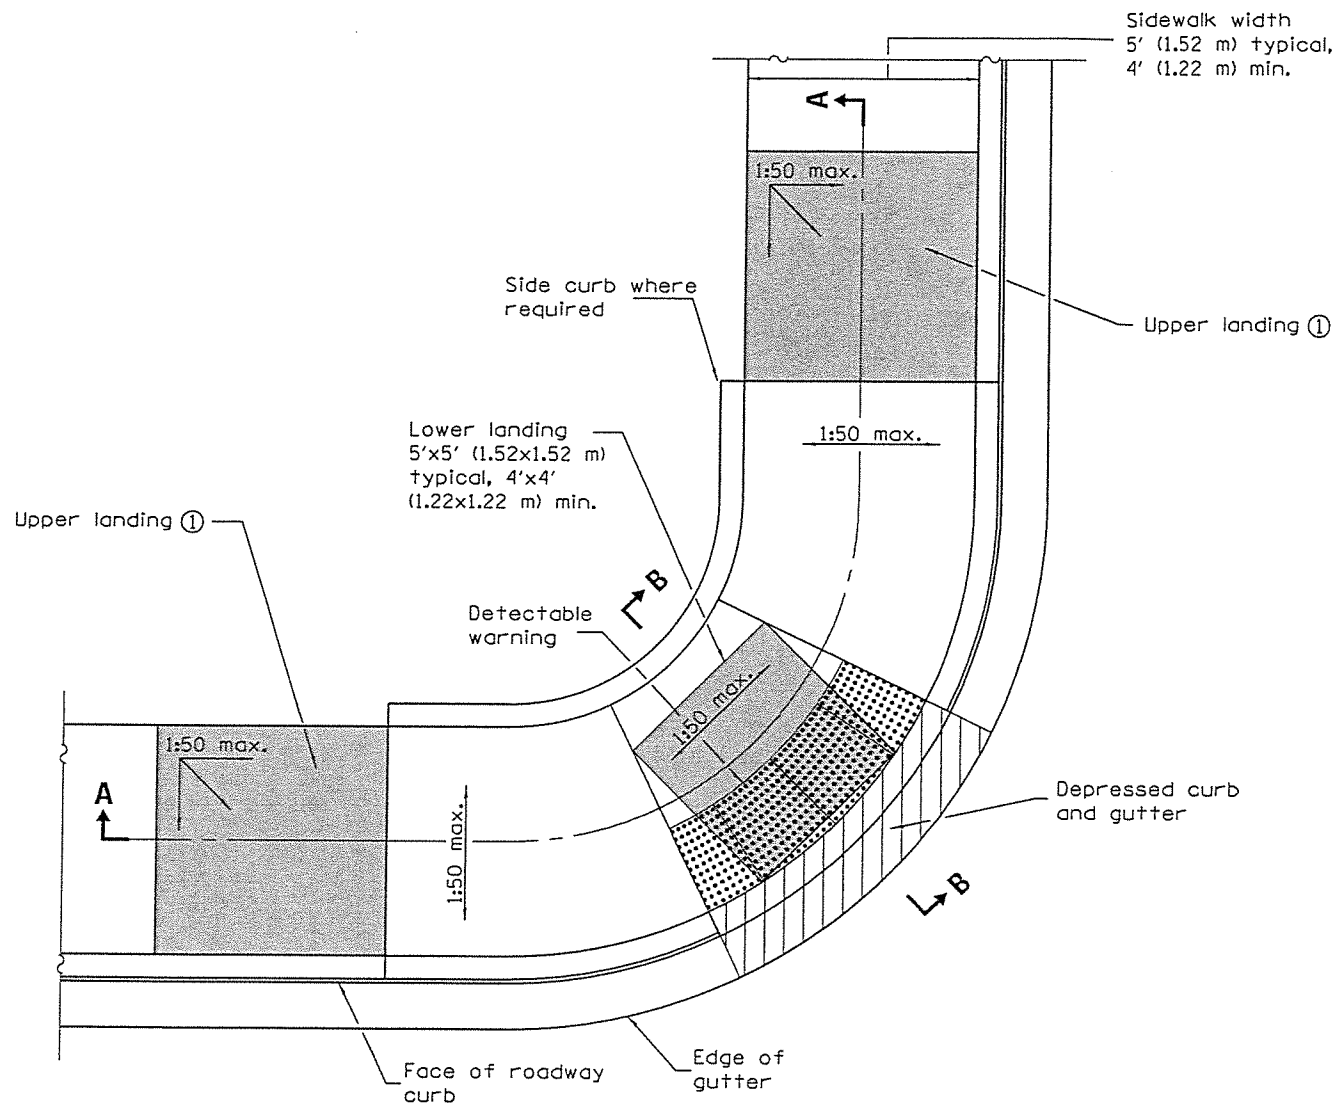 Sidewalk width
5' (1.52 m) typical,
4' (1.22 m) min.
A
1:50 max.
Side curb where
required
Upper landing ①
Lower landing
5'x5' (1.52x1.52 m)
typical, 4'x4'
(1.22x1.22 m) min.
1:50 max.
Upper landing ①
B
Detectable
warning
1:50 max.
1:50 max.
A
1:50 max.
Depressed curb
and gutter
B
Face of roadway
curb
Edge of
gutter